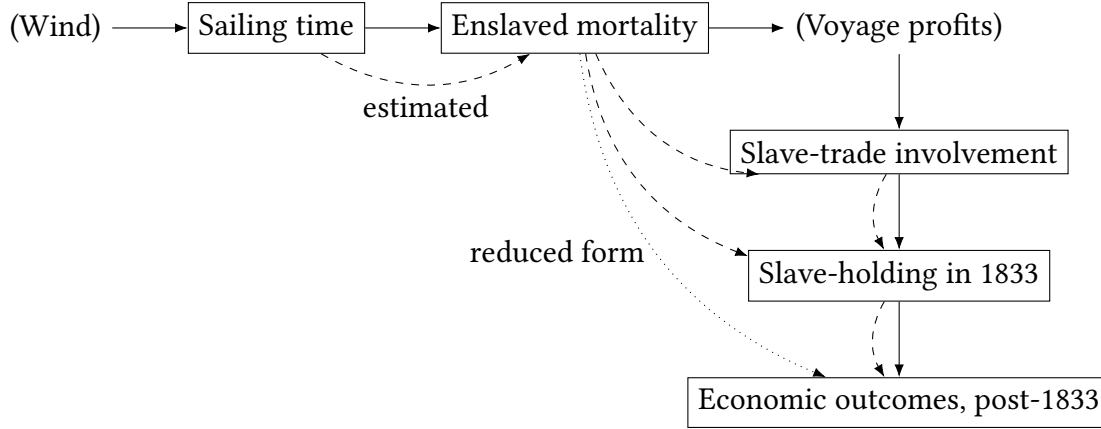 (Wind)
Sailing time
Enslaved mortality
(Voyage profits)
estimated
Slave-trade involvement
reduced form
Slave-holding in 1833
Economic outcomes, post-1833